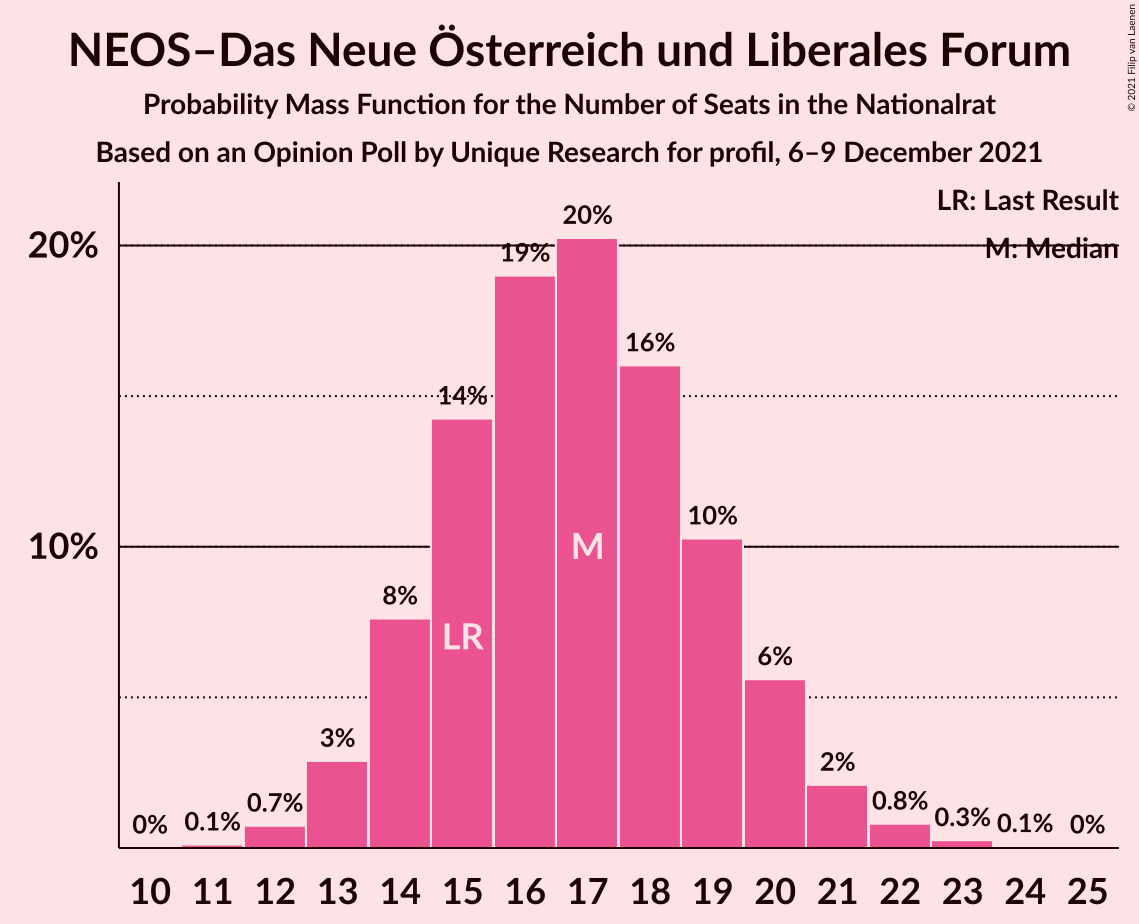 NEOS–Das Neue Österreich und Liberales Forum
Probability Mass Function for the Number of Seats in the Nationalrat
Based on an Opinion Poll by Unique Research for profil, 6–9 December 2021
© 2021 Filip van Laenen
LR: Last Result
M: Median
20%
10%
0%
0.1%
0.7%
3%
8%
14%
19%
20%
16%
10%
6%
2%
0.8%
0.3%
0.1%
0%
LR
M
10 11 12 13 14 15 16 17 18 19 20 21 22 23 24 25